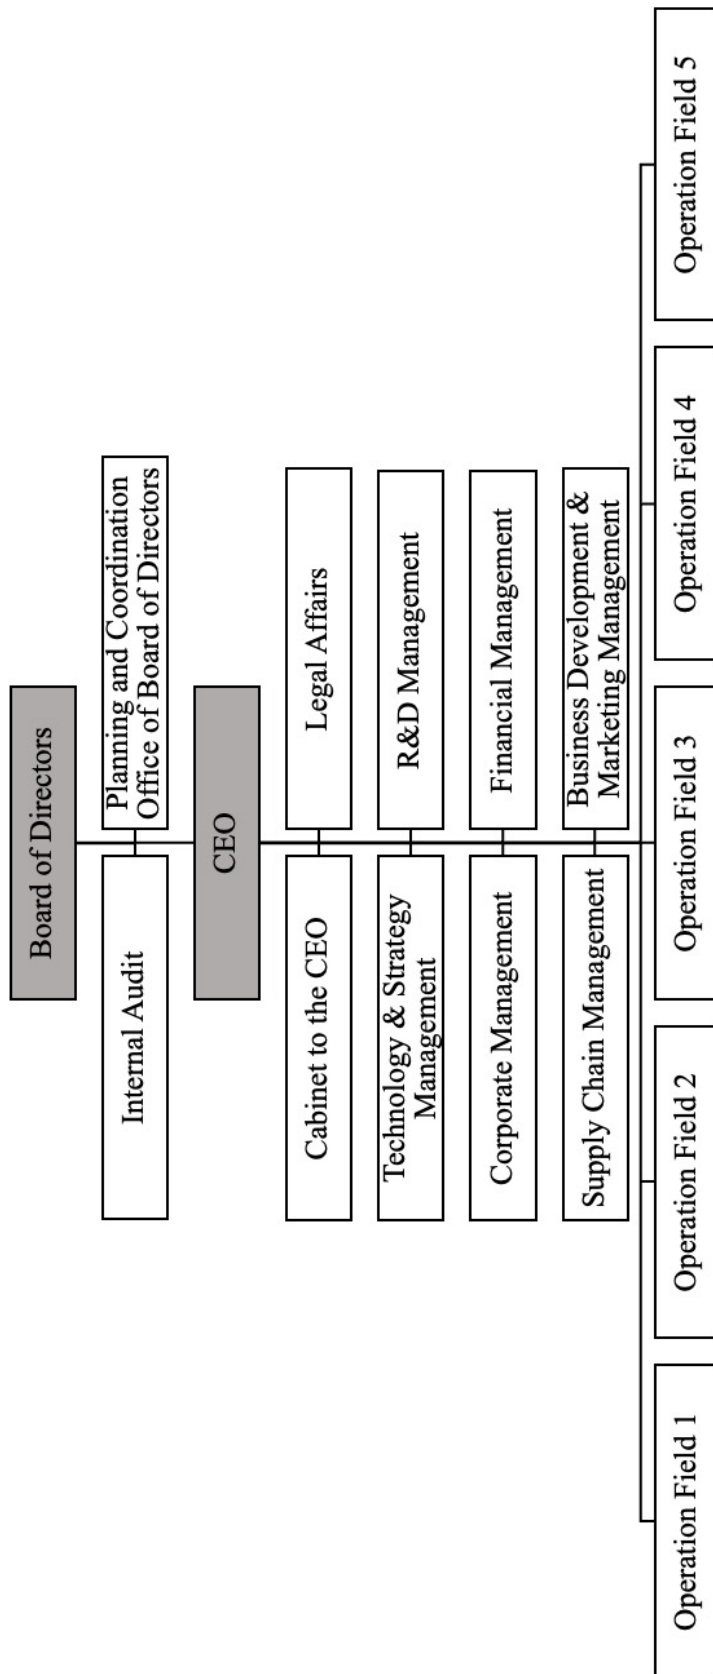 Board of Directors
Internal Audit
Planning and Coordination
Office of Board of Directors
CEO
Cabinet to the CEO
Legal Affairs
Technology & Strategy
Management
R&D Management
Corporate Management
Financial Management
Supply Chain Management
Business Development &
Marketing Management
Operation Field 1
Operation Field 2
Operation Field 3
Operation Field 4
Operation Field 5